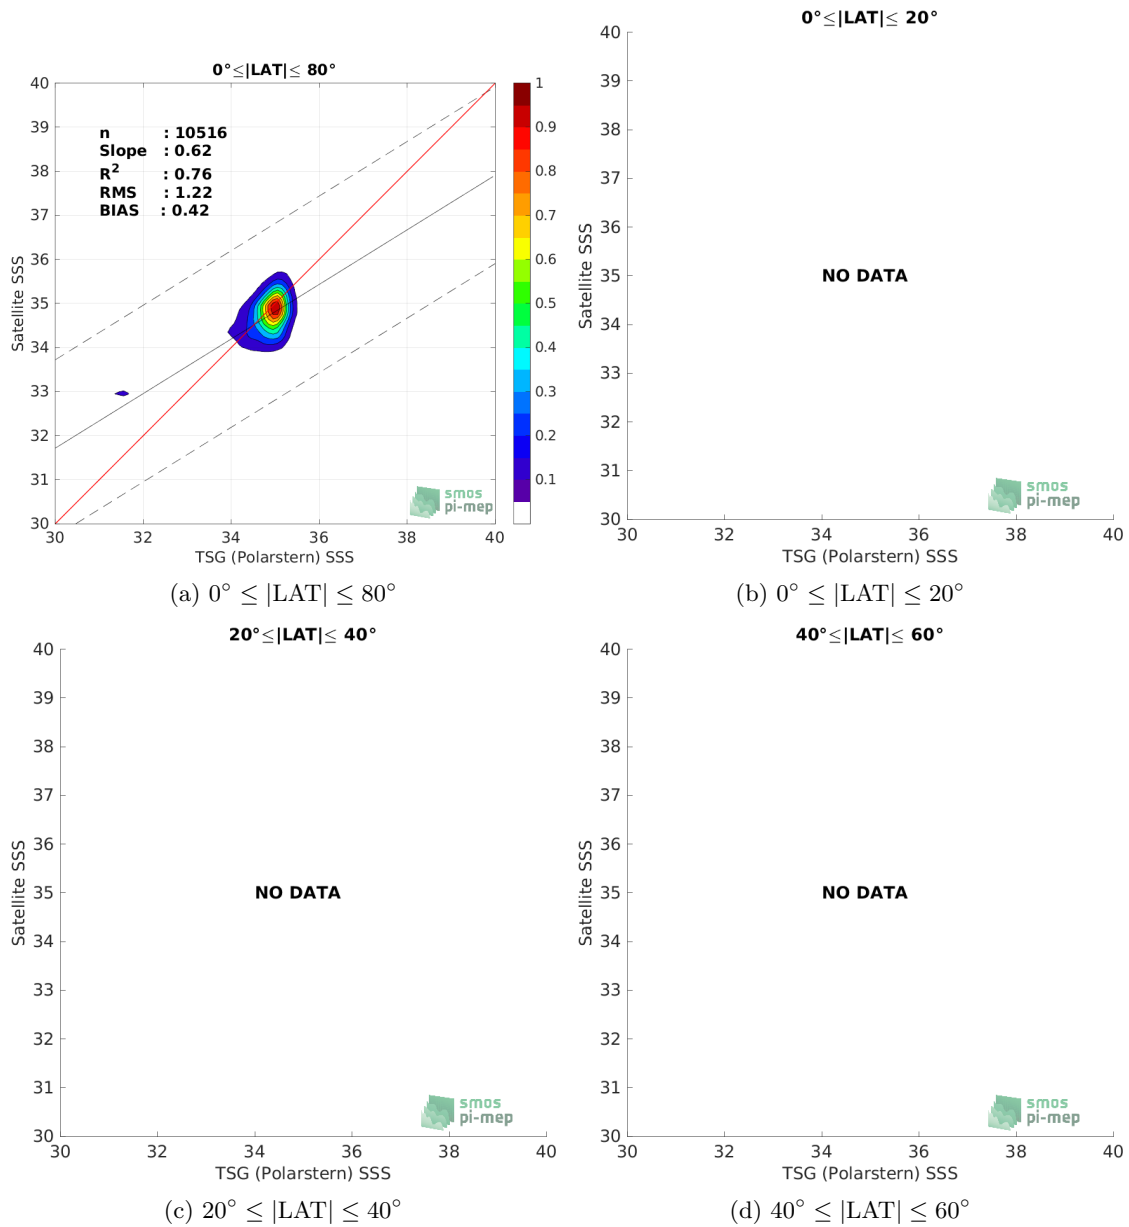 0°≤|LAT|≤ 80°
40
39
38
37
36
35
34
33
32
31
30
Satellite SSS
n : 10516
Slope : 0.62
R² : 0.76
RMS : 1.22
BIAS : 0.42
smos
pi-mep
30 32 34 36 38 40
TSG (Polarstern) SSS
1
0.9
0.8
0.7
0.6
0.5
0.4
0.3
0.2
0.1
(a) 0° ≤ |LAT| ≤ 80°
0°≤|LAT|≤ 20°
40
39
38
37
36
35
34
33
32
31
30
Satellite SSS
NO DATA
smos
pi-mep
30 32 34 36 38 40
TSG (Polarstern) SSS
(b) 0° ≤ |LAT| ≤ 20°
20°≤|LAT|≤ 40°
40
39
38
37
36
35
34
33
32
31
30
Satellite SSS
NO DATA
smos
pi-mep
30 32 34 36 38 40
TSG (Polarstern) SSS
(c) 20° ≤ |LAT| ≤ 40°
40°≤|LAT|≤ 60°
40
39
38
37
36
35
34
33
32
31
30
Satellite SSS
NO DATA
smos
pi-mep
30 32 34 36 38 40
TSG (Polarstern) SSS
(d) 40° ≤ |LAT| ≤ 60°